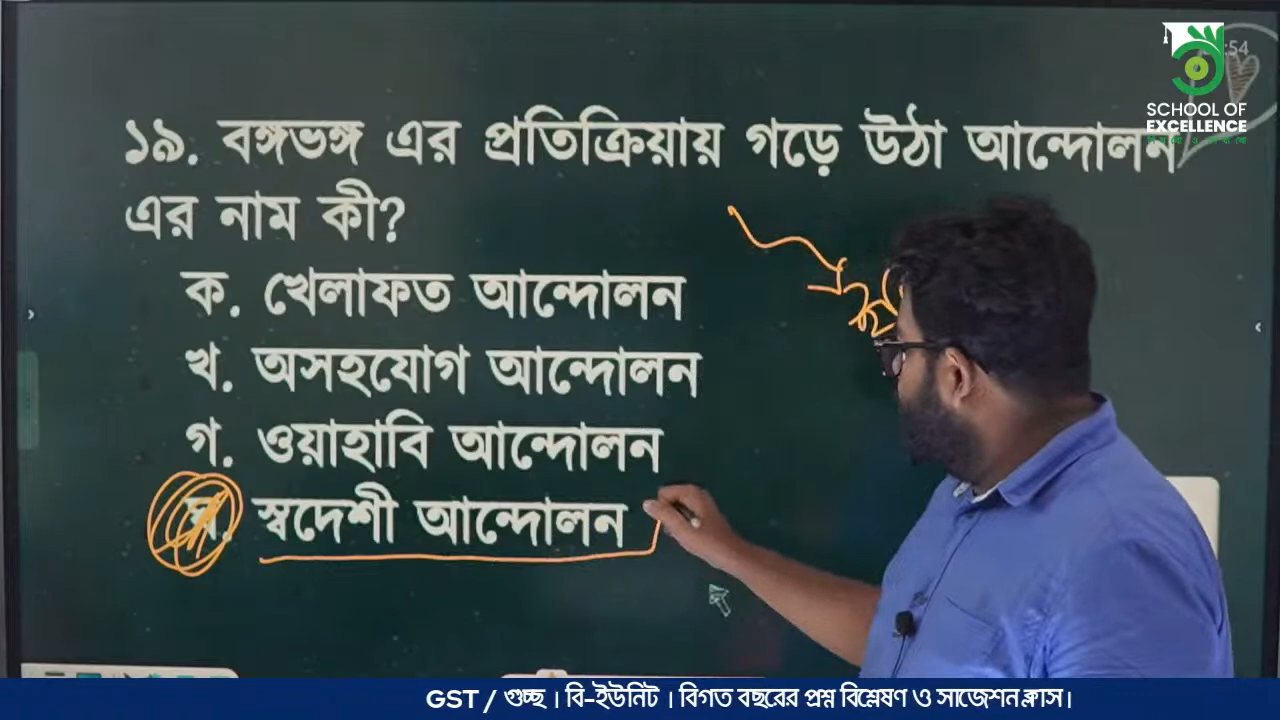 ১৯. বঙ্গভঙ্গ এর প্রতিক্রিয়ায় গড়ে উঠা আন্দোলন
এর নাম কী?
ক. খেলাফত আন্দোলন
খ. অসহযোগ আন্দোলন
গ. ওয়াহাবি আন্দোলন
ঘ. স্বদেশী আন্দোলন
SCHOOL OF
EXCELLENCE
GST / গুচ্ছ । বি-ইউনিট । বিগত বছরের প্রশ্ন বিশ্লেষণ ও সাজেশন ক্লাস।